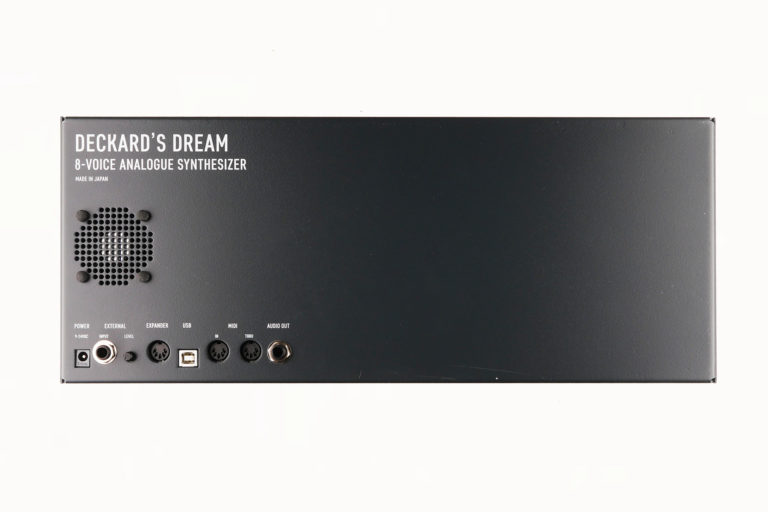 DECKARD'S DREAM
8-VOICE ANALOGUE SYNTHESIZER
MADE IN JAPAN
POWER EXTERNAL EXPANDER USB MIDI AUDIO OUT
INPUT LEVEL IN THRU